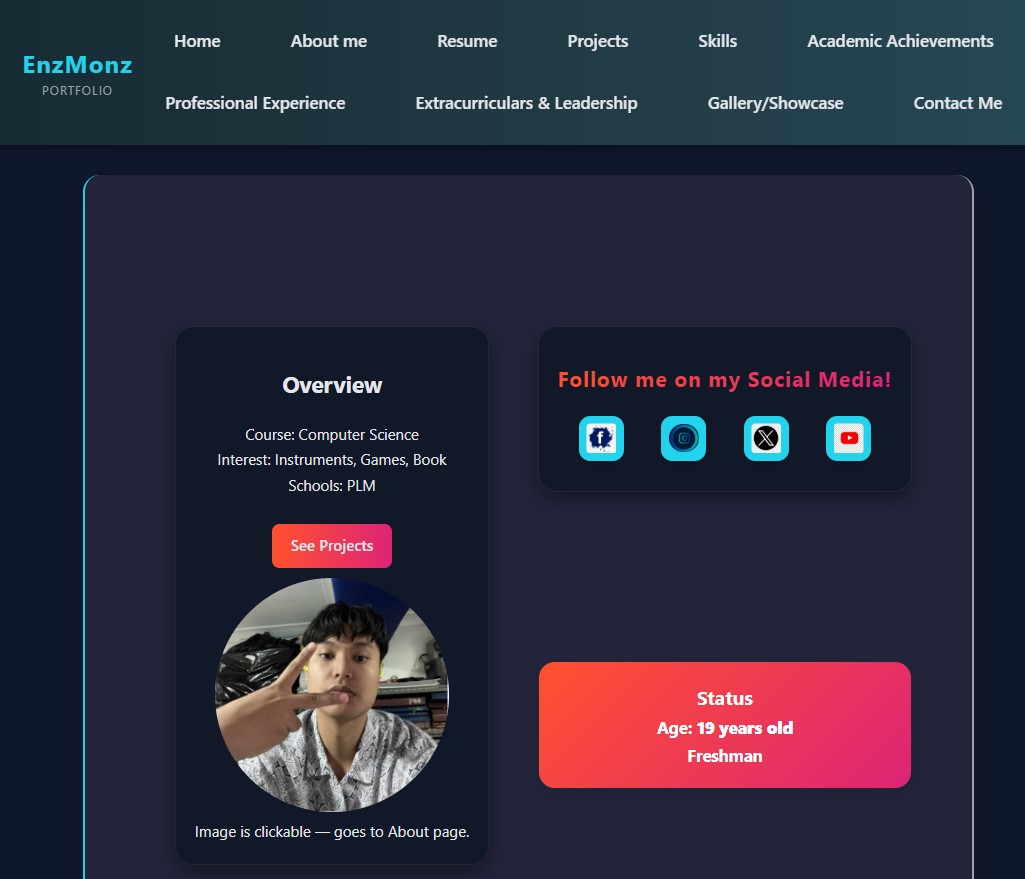 EnzMonz
PORTFOLIO
Home
About me
Resume
Projects
Skills
Academic Achievements
Professional Experience
Extracurriculars & Leadership
Gallery/Showcase
Contact Me
Overview
Course: Computer Science
Interest: Instruments, Games, Book
Schools: PLM
See Projects
Image is clickable — goes to About page.
Follow me on my Social Media!
Status
Age: 19 years old
Freshman